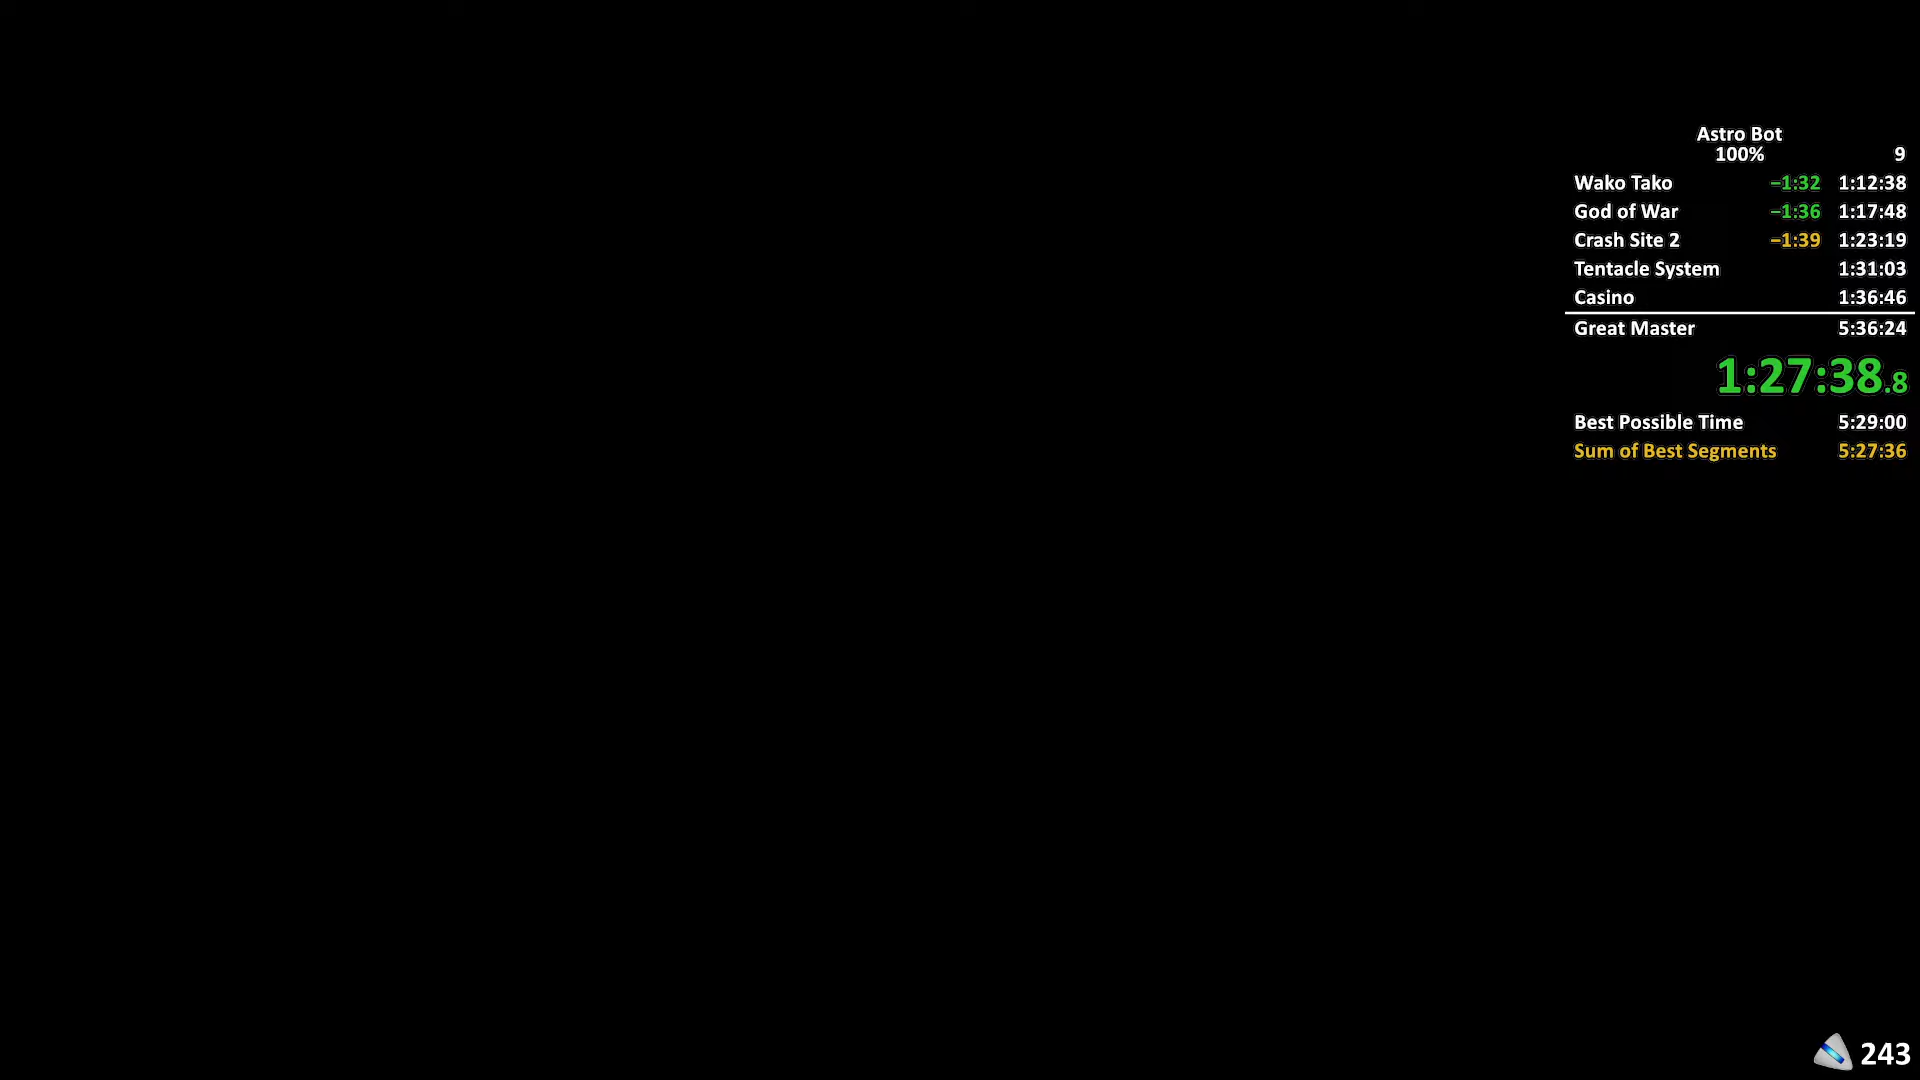 Astro Bot
100% 9
Wako Tako −1:32 1:12:38
God of War −1:36 1:17:48
Crash Site 2 −1:39 1:23:19
Tentacle System 1:31:03
Casino 1:36:46
Great Master 5:36:24
1:27:38.8
Best Possible Time 5:29:00
Sum of Best Segments 5:27:36
243